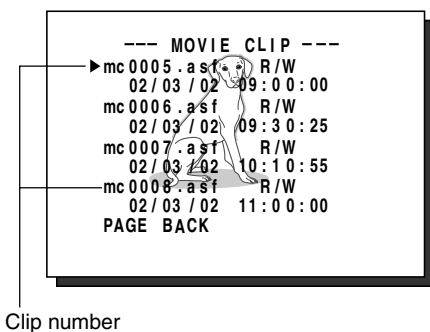 --- MOVIE CLIP ---
▶mc0005.asf R/W
02/03/02 09:00:00
mc0006.asf R/W
02/03/02 09:30:25
mc0007.asf R/W
02/03/02 10:10:55
mc0008.asf R/W
02/03/02 11:00:00
PAGE BACK
Clip number